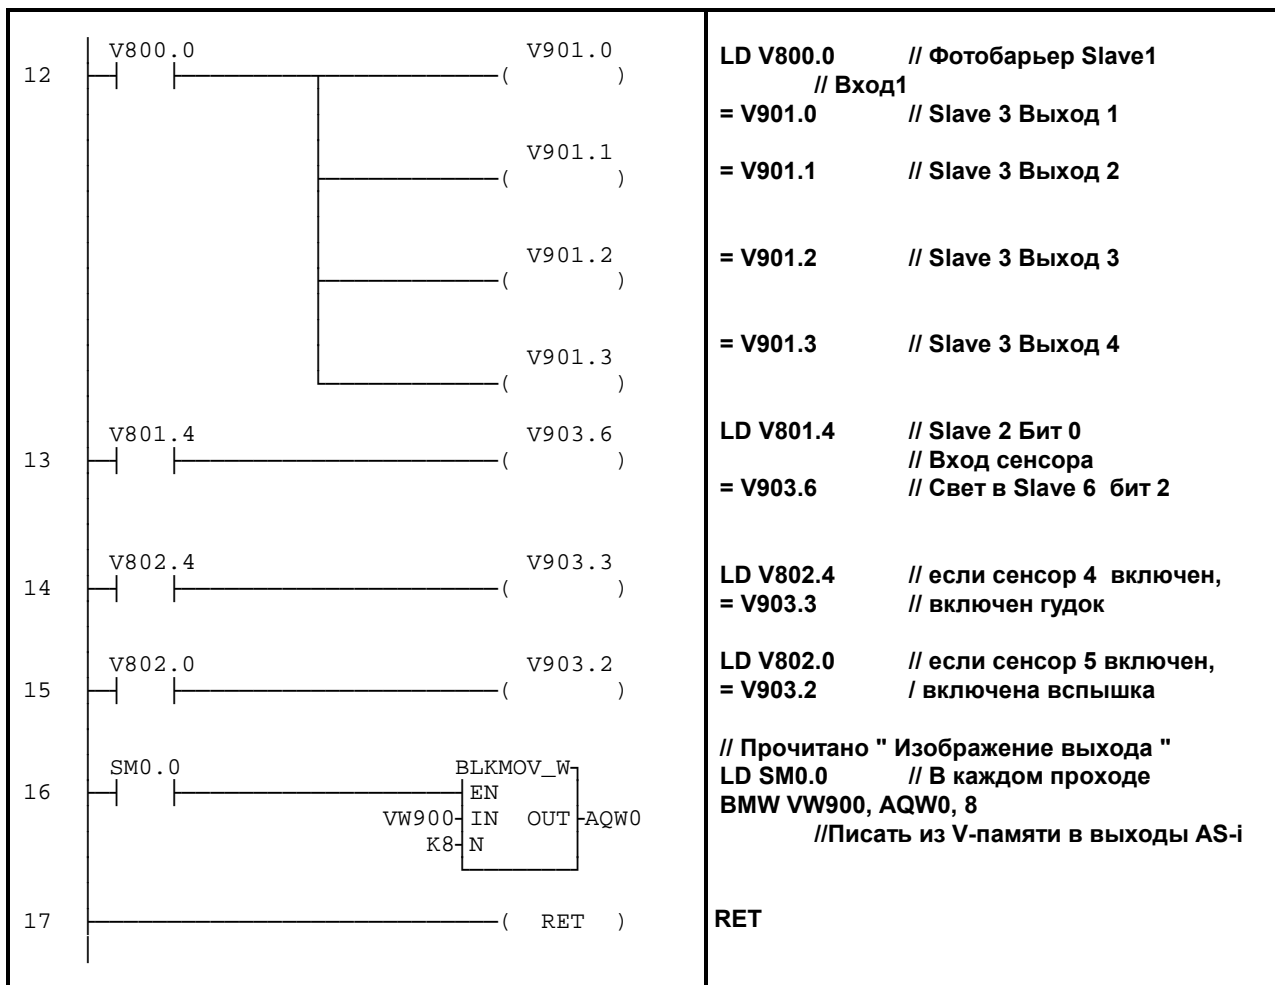 V800.0 V901.0
12 ( )
V901.1
( )
V901.2
( )
V901.3
( )
V801.4 V903.6
13 ( )
V802.4 V903.3
14 ( )
V802.0 V903.2
15 ( )
SM0.0 BLKMOV_W
16 EN
VW900 IN OUT AQW0
K8 N
17 ( RET )
LD V800.0 // Фотобарьер Slave1
// Вход1
= V901.0 // Slave 3 Выход 1
= V901.1 // Slave 3 Выход 2
= V901.2 // Slave 3 Выход 3
= V901.3 // Slave 3 Выход 4
LD V801.4 // Slave 2 Бит 0
// Вход сенсора
= V903.6 // Свет в Slave 6 бит 2
LD V802.4 // если сенсор 4 включен,
= V903.3 // включен гудок
LD V802.0 // если сенсор 5 включен,
= V903.2 / включена вспышка
// Прочитано " Изображение выхода "
LD SM0.0 // В каждом проходе
BMW VW900, AQW0, 8
//Писать из V-памяти в выходы AS-i
RET